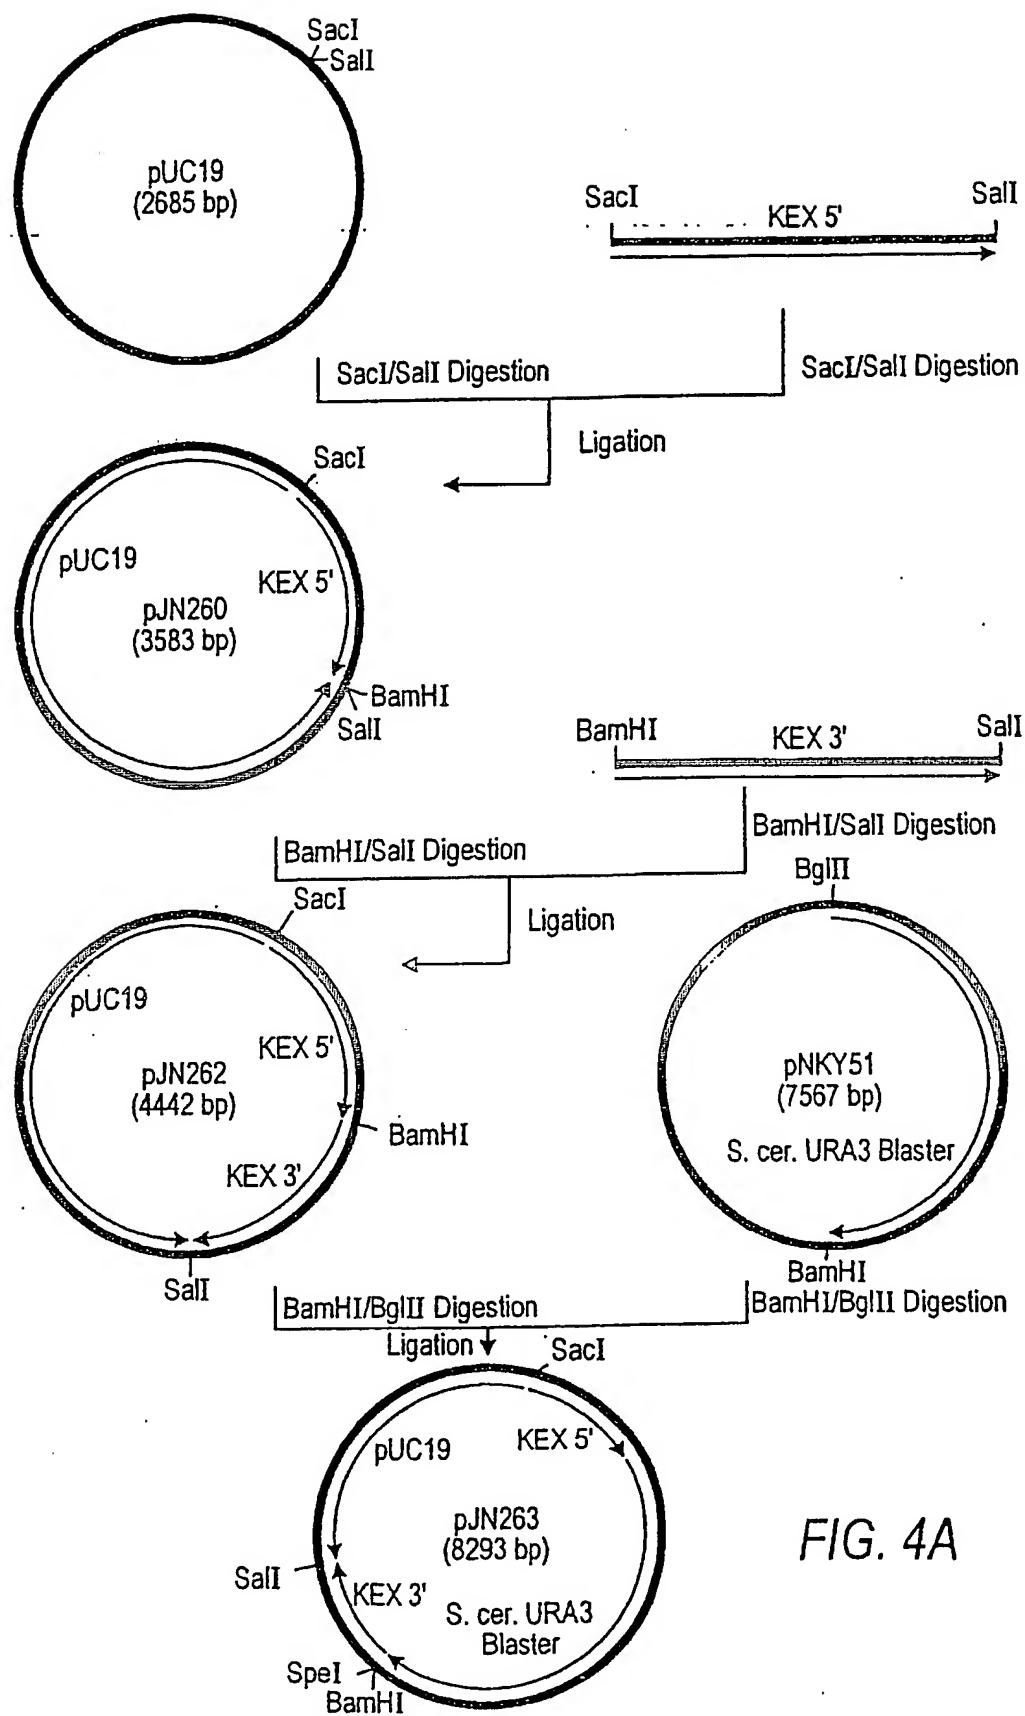 SacI
SalI
pUC19
(2685 bp)
SacI
KEX 5'
SalI
SacI/SalI Digestion
SacI/SalI Digestion
Ligation
SacI
pUC19
KEX 5'
pJN260
(3583 bp)
BamHI
SalI
BamHI
KEX 3'
SalI
BamHI/SalI Digestion
BamHI/SalI Digestion
Ligation
SacI
pUC19
KEX 5'
pJN262
(4442 bp)
BamHI
KEX 3'
SalI
BglII
pNKY51
(7567 bp)
S. cer. URA3 Blaster
BamHI
BamHI/BglII Digestion
BamHI/BglII Digestion
Ligation
SacI
pUC19
KEX 5'
pJN263
(8293 bp)
SalI
KEX 3'
S. cer. URA3
Blaster
SpeI
BamHI
FIG. 4A